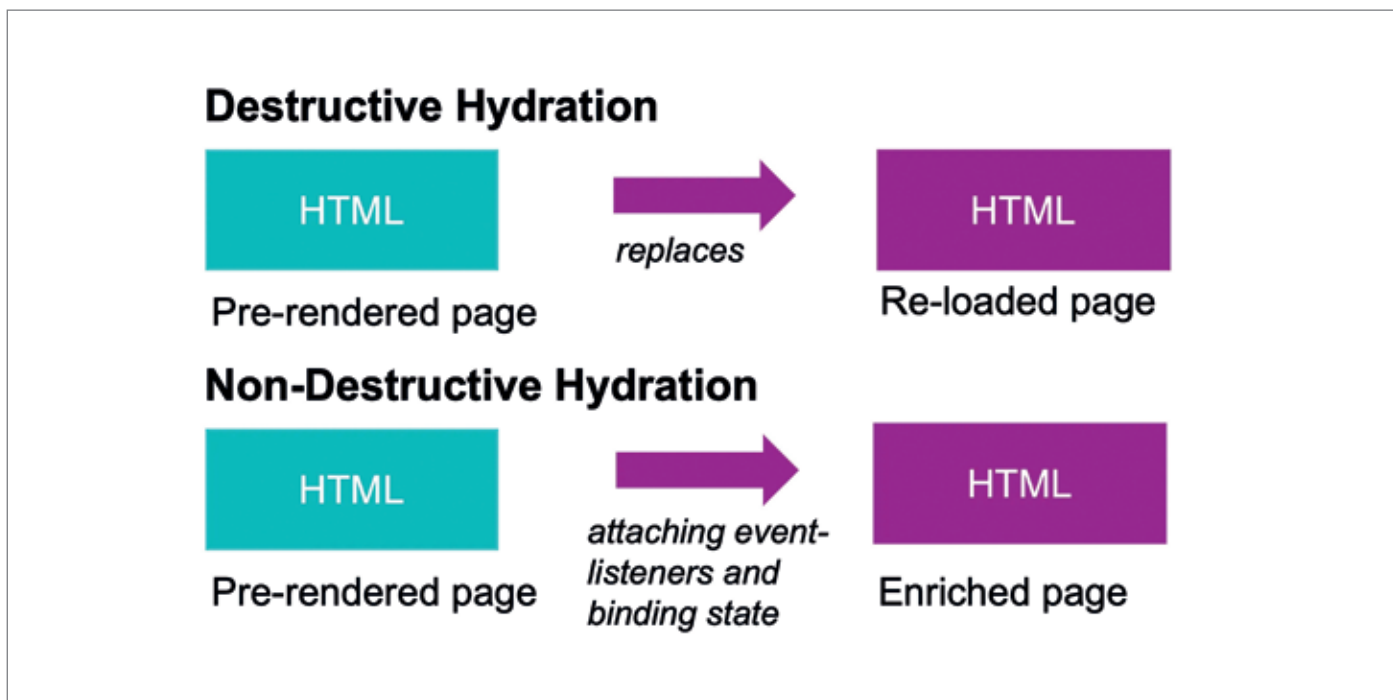 Destructive Hydration
HTML
replaces
HTML
Pre-rendered page
Re-loaded page
Non-Destructive Hydration
HTML
attaching event-
listeners and
binding state
HTML
Pre-rendered page
Enriched page